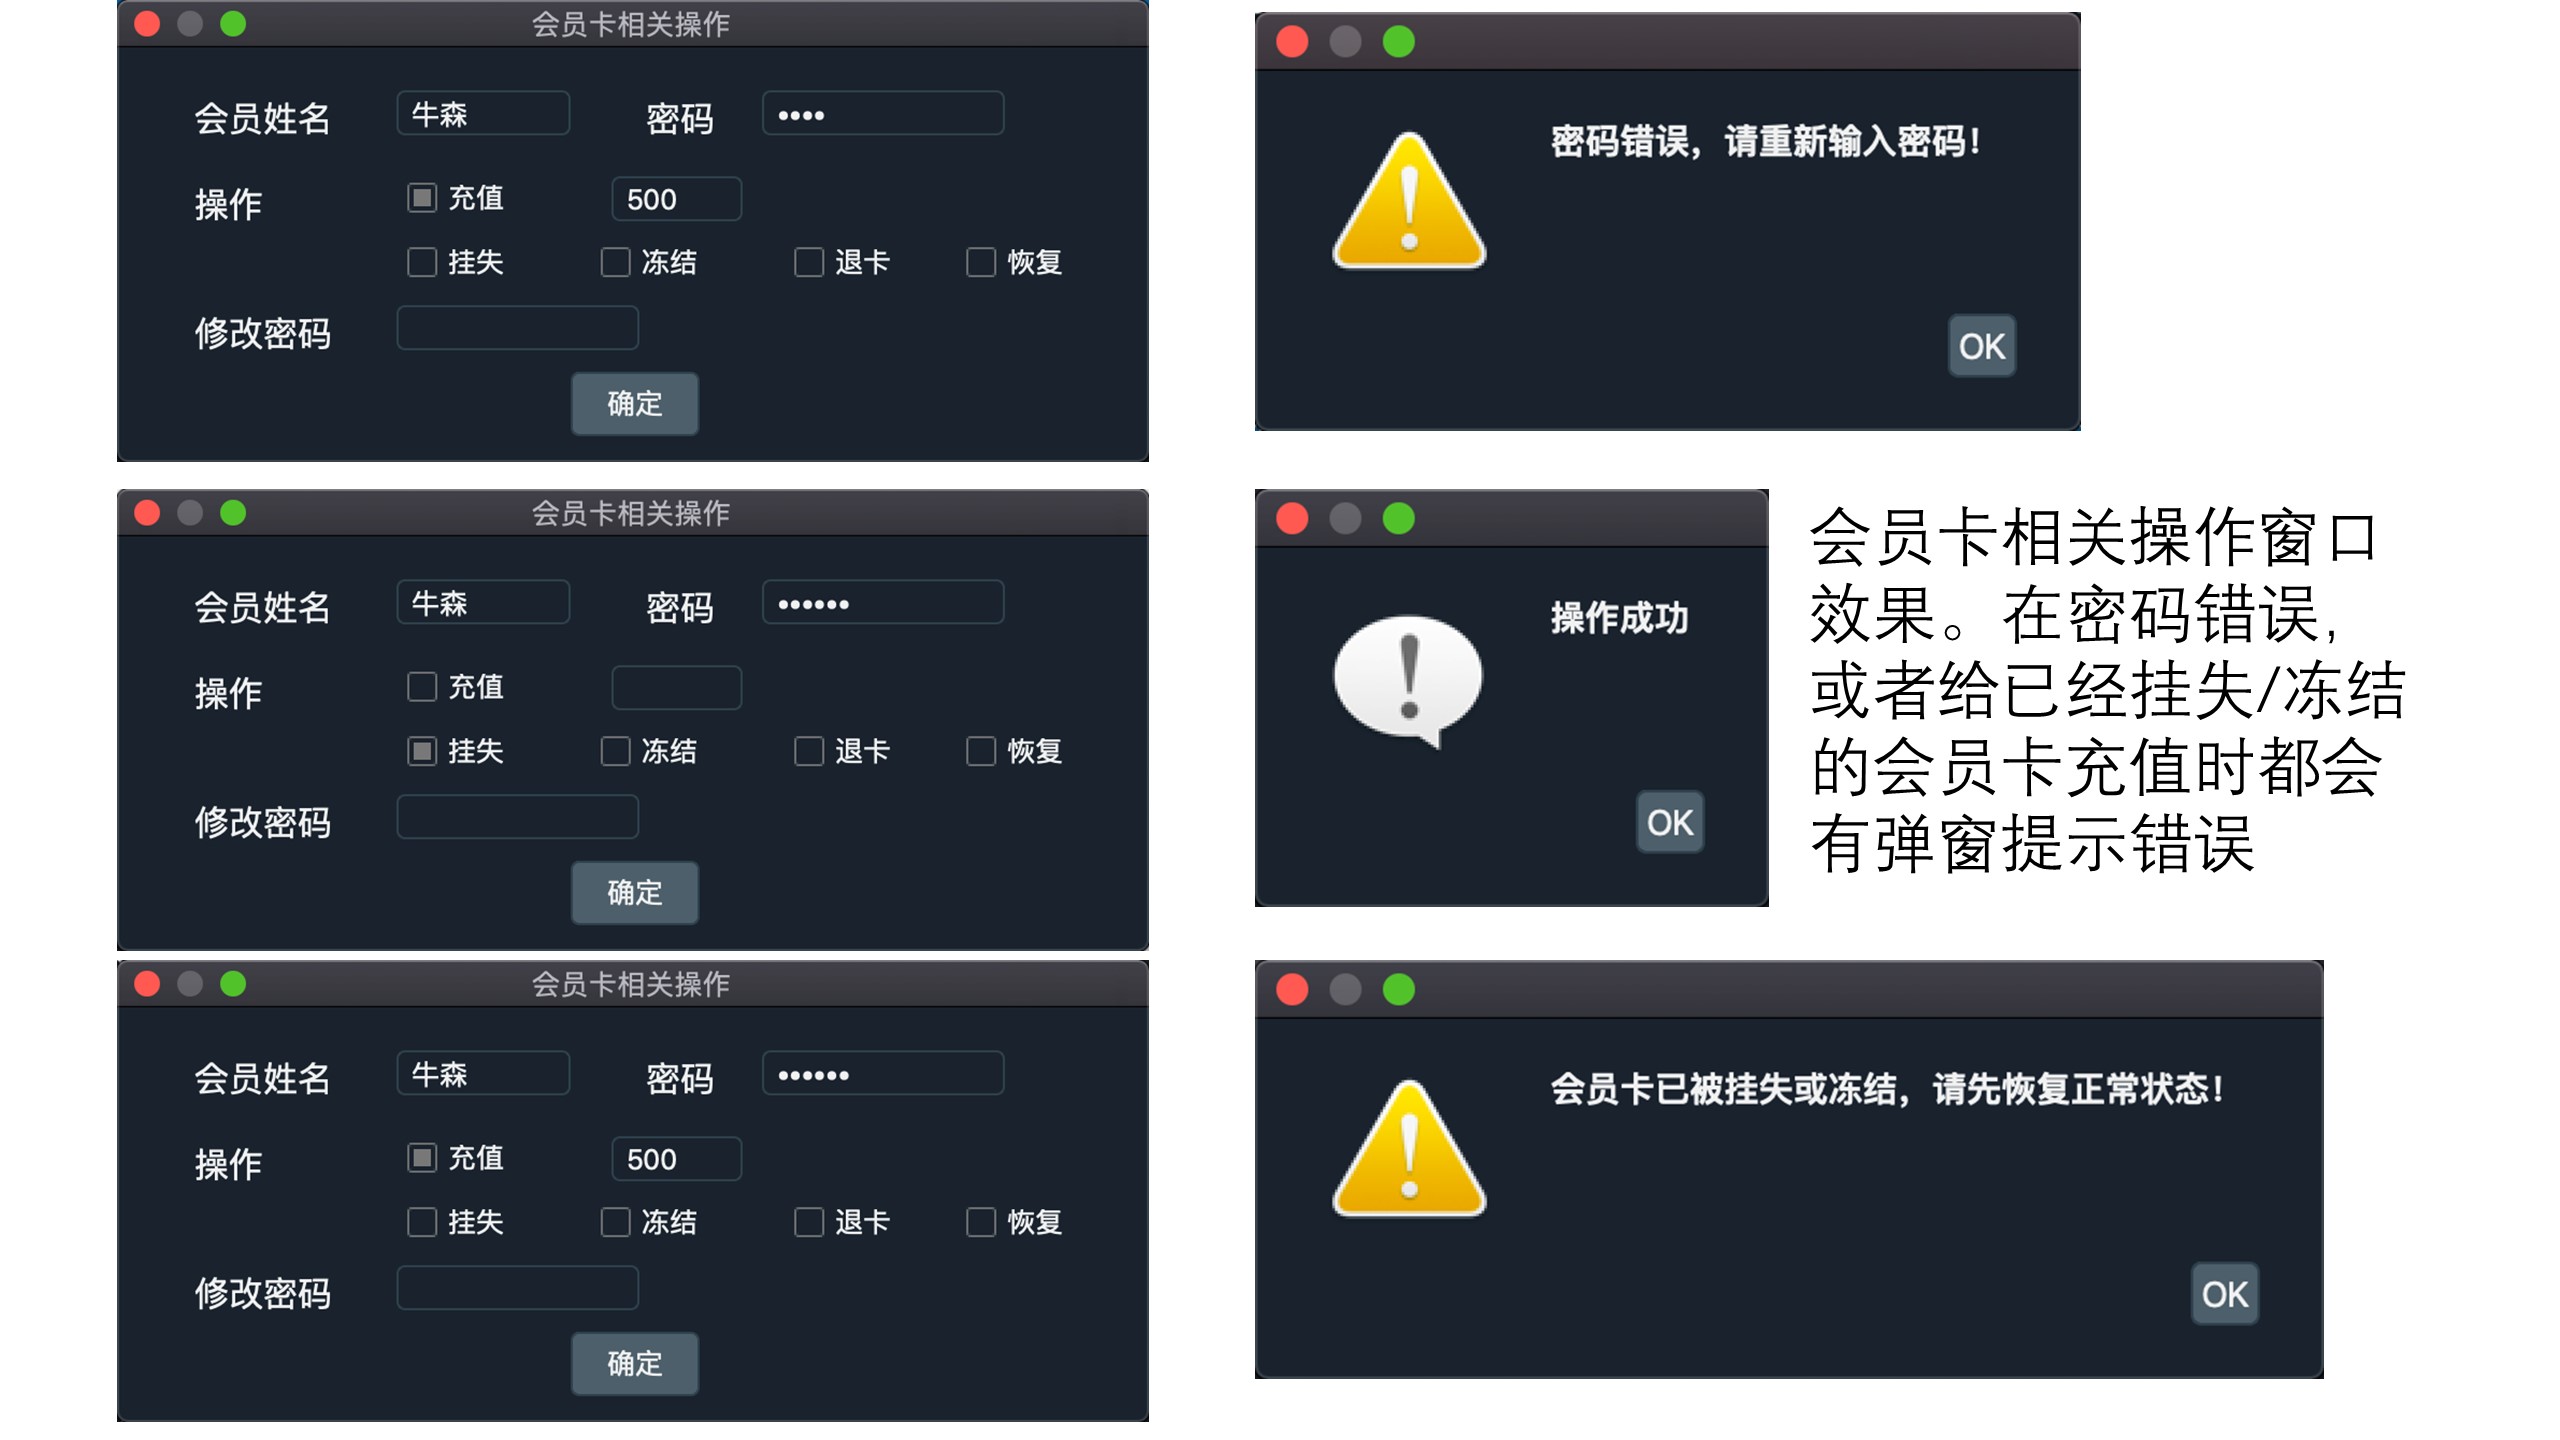 会员卡相关操作
会员姓名 牛森 密码 ••••
操作 充值 500
挂失 冻结 退卡 恢复
修改密码
确定
密码错误，请重新输入密码！
OK
会员卡相关操作
会员姓名 牛森 密码 ••••••
操作 充值
挂失 冻结 退卡 恢复
修改密码
确定
操作成功
OK
会员卡相关操作窗口
效果。在密码错误，
或者给已经挂失/冻结
的会员卡充值时都会
有弹窗提示错误
会员卡相关操作
会员姓名 牛森 密码 ••••••
操作 充值 500
挂失 冻结 退卡 恢复
修改密码
确定
会员卡已被挂失或冻结，请先恢复正常状态！
OK